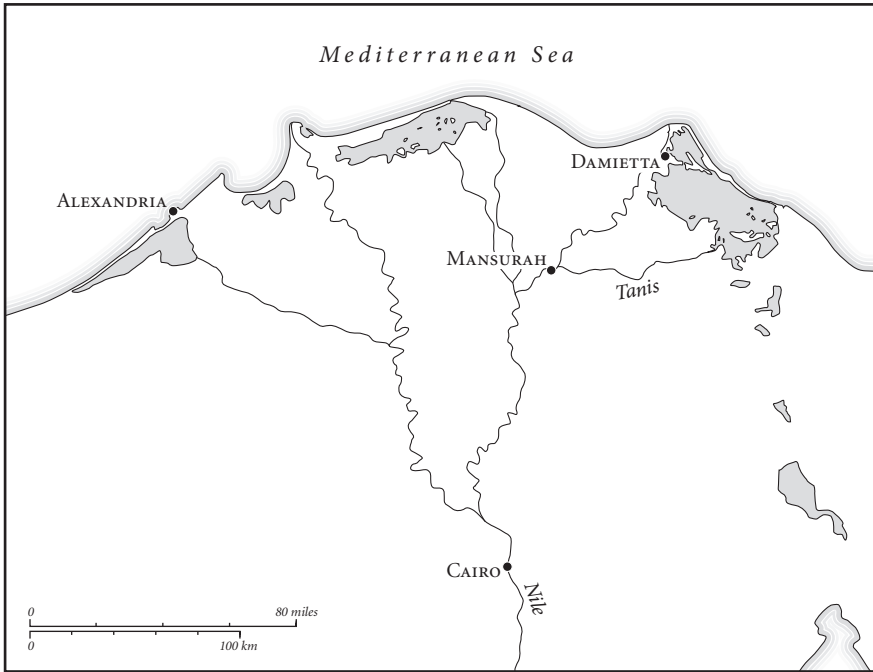 Mediterranean Sea
DAMIETTA
ALEXANDRIA
MANSURAH
Tanis
CAIRO
Nile
0 80 miles
0 100 km